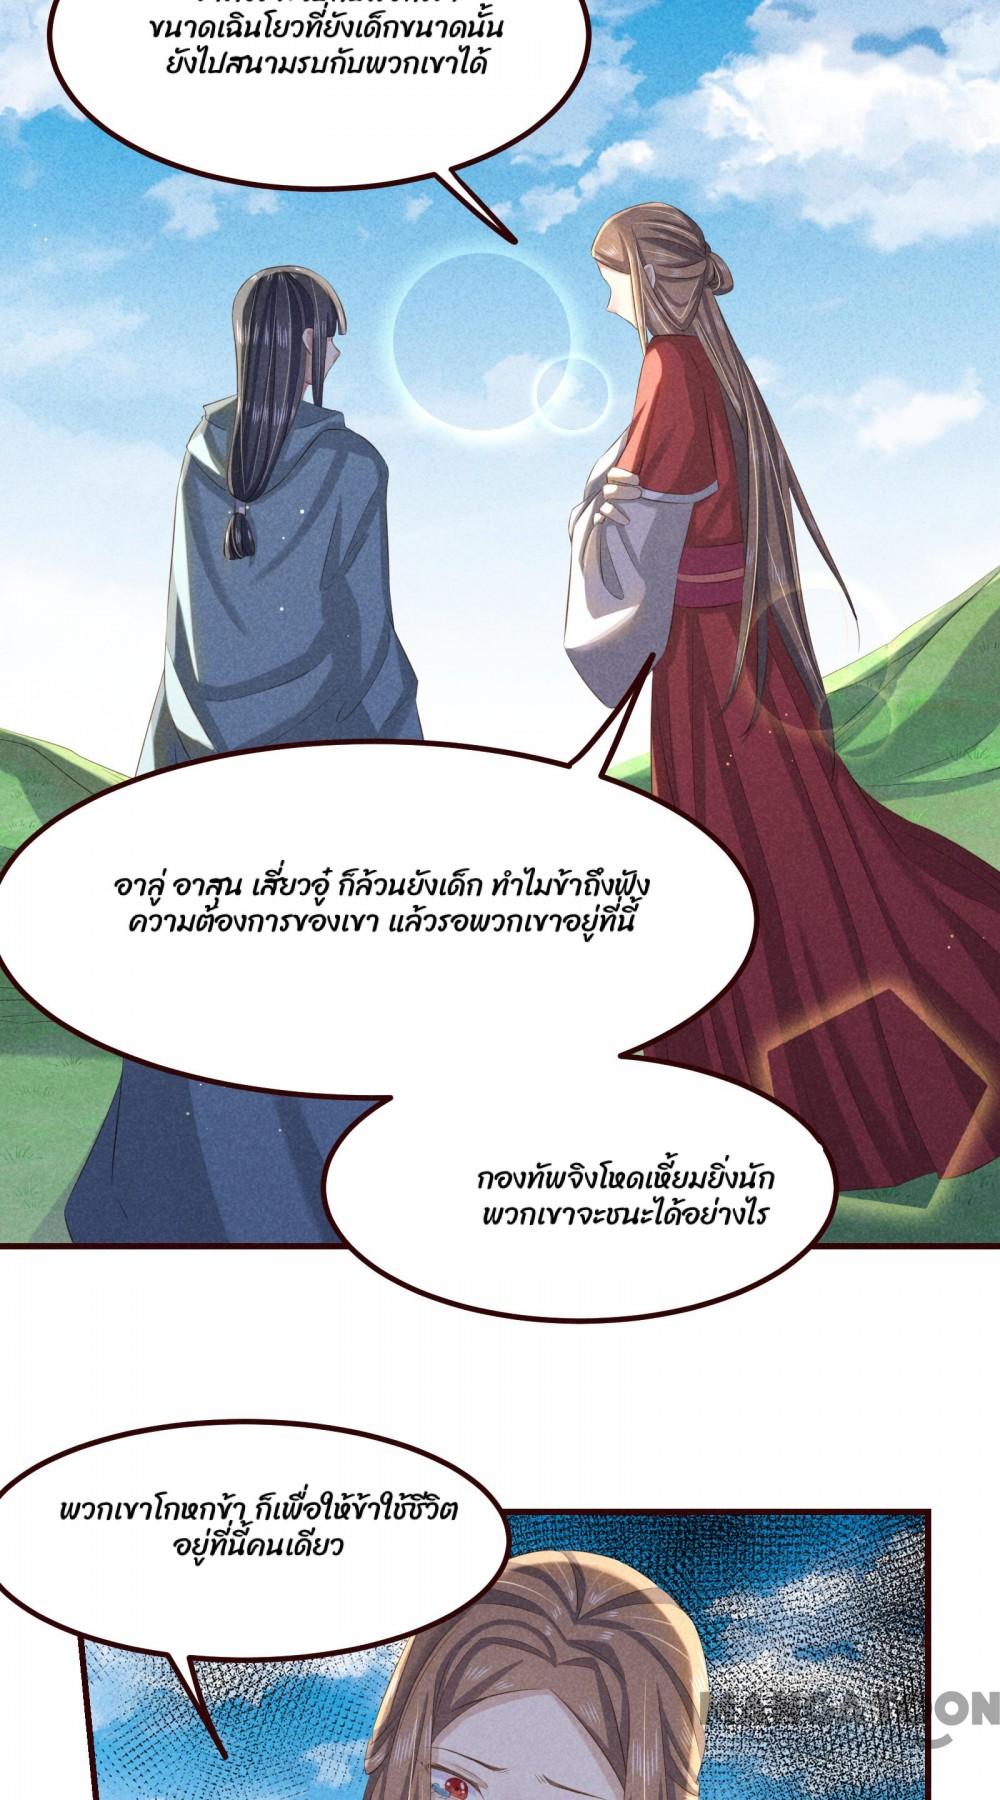 ขนาดเฉินโยวที่ยังเด็กขนาดนั้น
ยังไปสนามรบกับพวกเขาได้
อาลู่ อาสุน เสี่ยวอู๋ ก็ล้วนยังเด็ก ทำไมข้าถึงฟัง
ความต้องการของเขา แล้วรอพวกเขาอยู่ที่นี้
กองทัพจิงโหดเหี้ยมยิ่งนัก
พวกเขาจะชนะได้อย่างไร
พวกเขาโกหกข้า ก็เพื่อให้ข้าใช้ชีวิต
อยู่ที่นี้คนเดียว
MANGA TOON